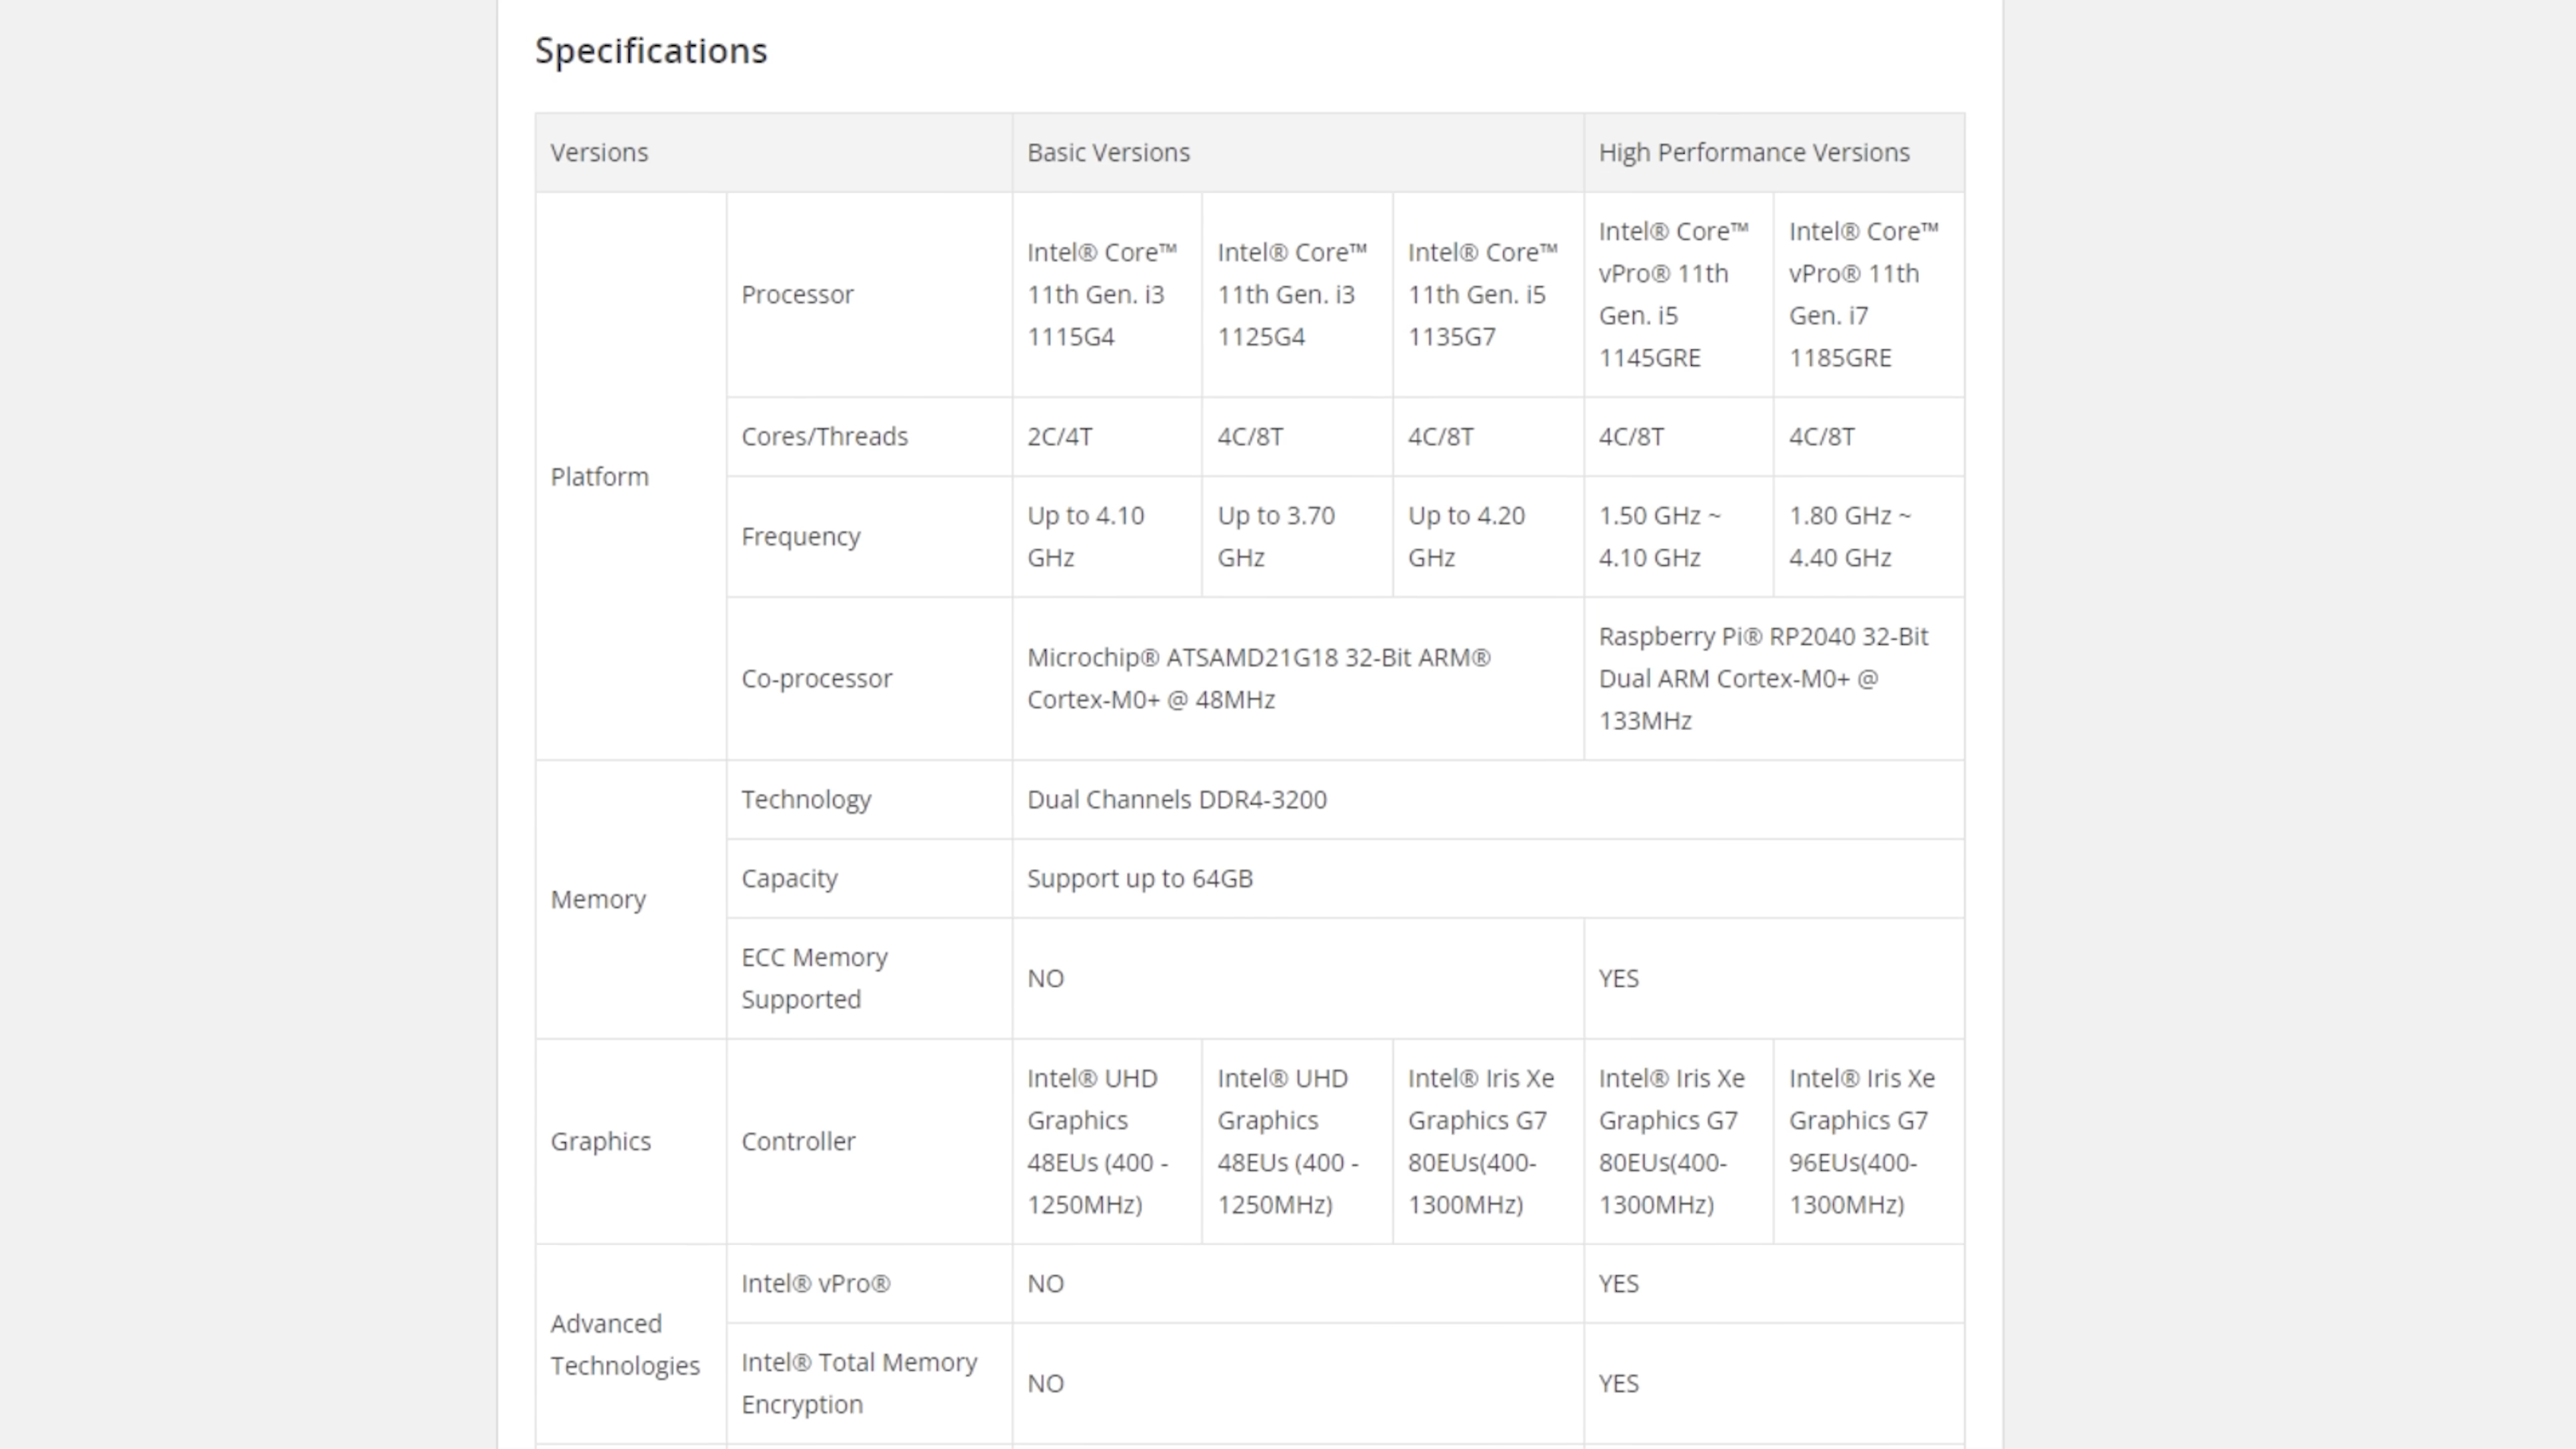 Specifications
Versions
Basic Versions
High Performance Versions
Platform
Processor
Intel® Core™
11th Gen. i3
1115G4
Intel® Core™
11th Gen. i3
1125G4
Intel® Core™
11th Gen. i5
1135G7
Intel® Core™
vPro® 11th
Gen. i5
1145GRE
Intel® Core™
vPro® 11th
Gen. i7
1185GRE
Cores/Threads
2C/4T
4C/8T
4C/8T
4C/8T
4C/8T
Frequency
Up to 4.10
GHz
Up to 3.70
GHz
Up to 4.20
GHz
1.50 GHz ~
4.10 GHz
1.80 GHz ~
4.40 GHz
Co-processor
Microchip® ATSAMD21G18 32-Bit ARM®
Cortex-M0+ @ 48MHz
Raspberry Pi® RP2040 32-Bit
Dual ARM Cortex-M0+ @
133MHz
Memory
Technology
Dual Channels DDR4-3200
Capacity
Support up to 64GB
ECC Memory
Supported
NO
YES
Graphics
Controller
Intel® UHD
Graphics
48EUs (400 -
1250MHz)
Intel® UHD
Graphics
48EUs (400 -
1250MHz)
Intel® Iris Xe
Graphics G7
80EUs(400-
1300MHz)
Intel® Iris Xe
Graphics G7
80EUs(400-
1300MHz)
Intel® Iris Xe
Graphics G7
96EUs(400-
1300MHz)
Advanced
Technologies
Intel® vPro®
NO
YES
Intel® Total Memory
Encryption
NO
YES